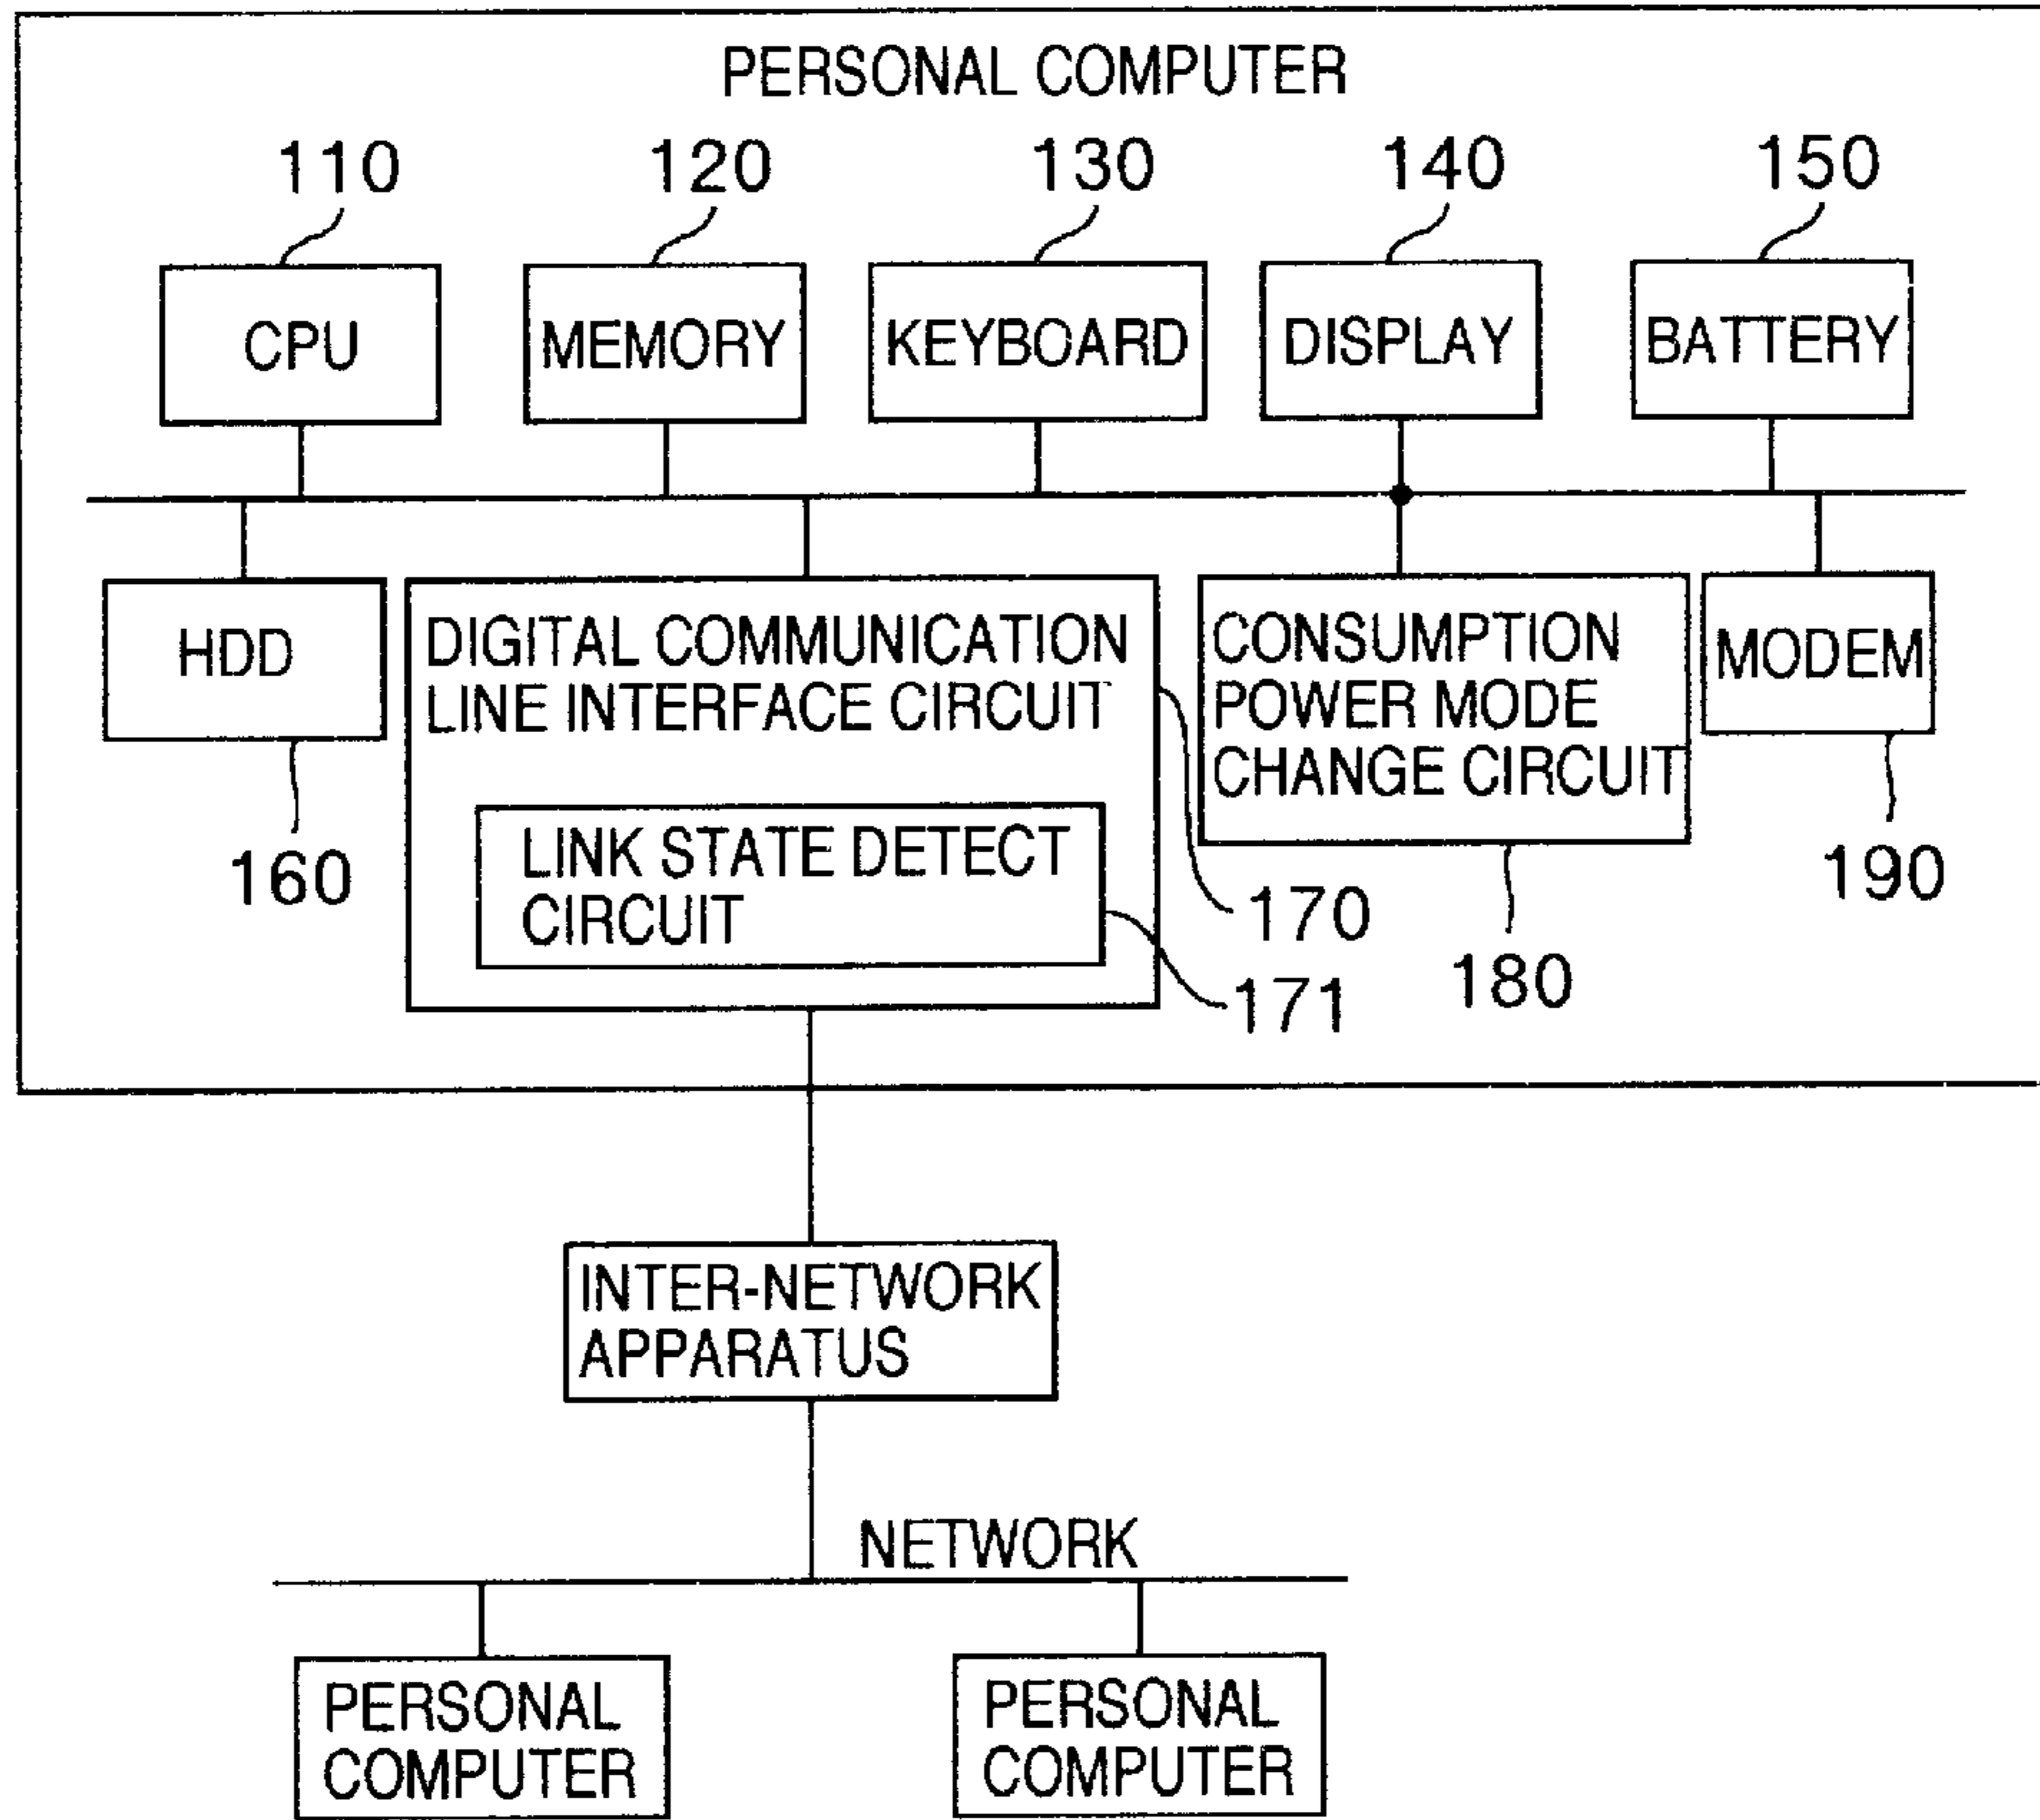 PERSONAL COMPUTER
110
120
130
140
150
CPU
MEMORY
KEYBOARD
DISPLAY
BATTERY
HDD
DIGITAL COMMUNICATION
LINE INTERFACE CIRCUIT
CONSUMPTION
POWER MODE
CHANGE CIRCUIT
MODEM
LINK STATE DETECT
CIRCUIT
160
170
171
180
190
INTER-NETWORK
APPARATUS
NETWORK
PERSONAL
COMPUTER
PERSONAL
COMPUTER